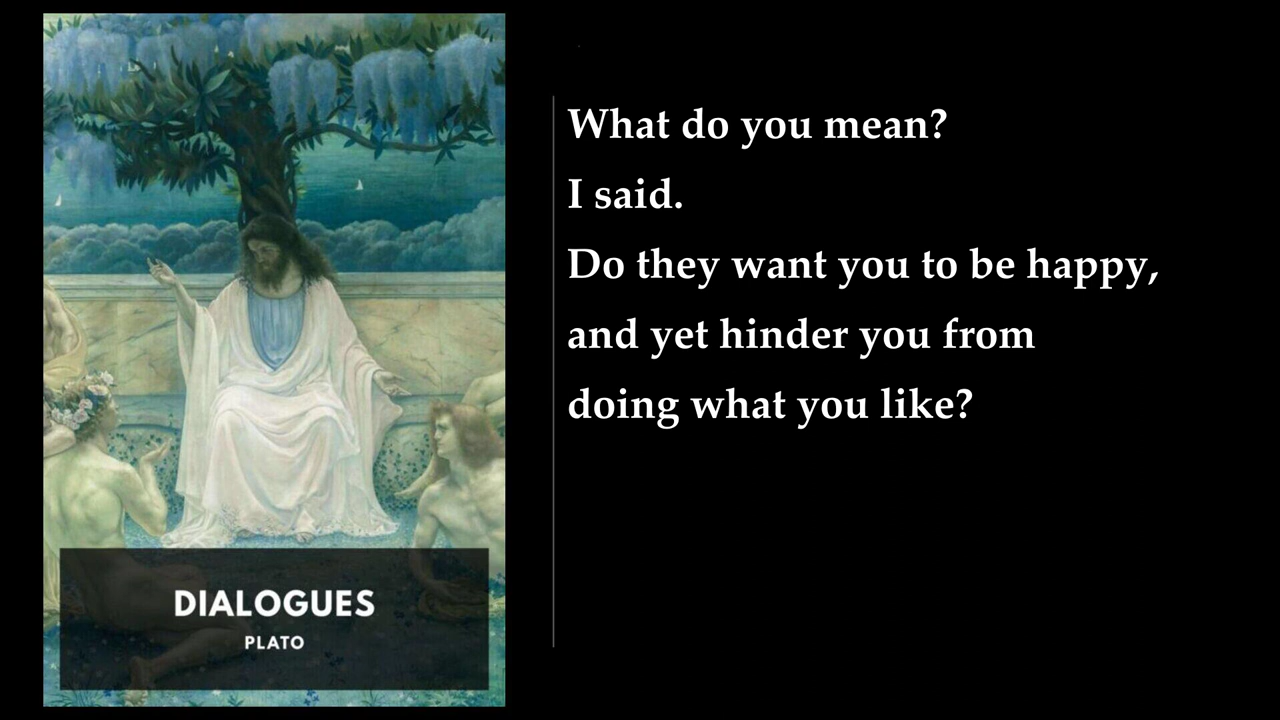 DIALOGUES
PLATO
What do you mean?
I said.
Do they want you to be happy,
and yet hinder you from
doing what you like?